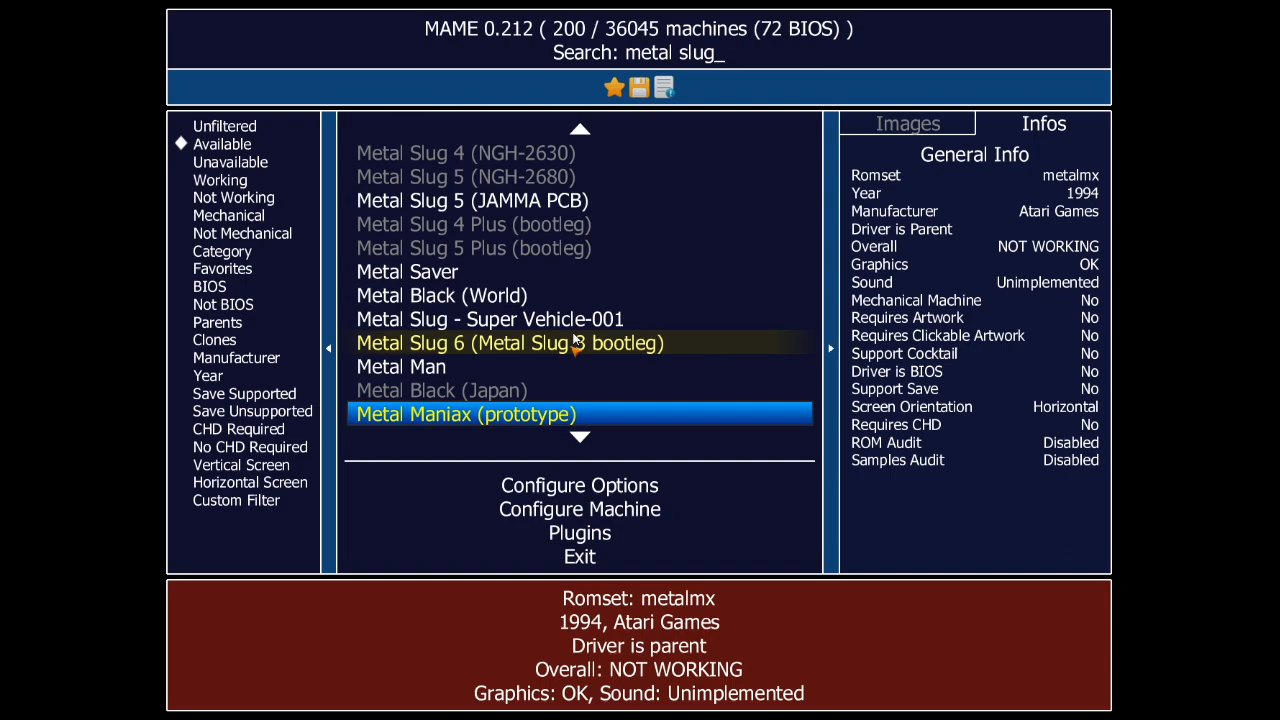 MAME 0.212 ( 200 / 36045 machines (72 BIOS) )
Search: metal slug_
Unfiltered
Available
Unavailable
Working
Not Working
Mechanical
Not Mechanical
Category
Favorites
BIOS
Not BIOS
Parents
Clones
Manufacturer
Year
Save Supported
Save Unsupported
CHD Required
No CHD Required
Vertical Screen
Horizontal Screen
Custom Filter
Metal Slug 4 (NGH-2630)
Metal Slug 5 (NGH-2680)
Metal Slug 5 (JAMMA PCB)
Metal Slug 4 Plus (bootleg)
Metal Slug 5 Plus (bootleg)
Metal Saver
Metal Black (World)
Metal Slug - Super Vehicle-001
Metal Slug 6 (Metal Slug 3 bootleg)
Metal Man
Metal Black (Japan)
Metal Maniax (prototype)
Configure Options
Configure Machine
Plugins
Exit
Images Infos
General Info
Romset metalmx
Year 1994
Manufacturer Atari Games
Driver is Parent
Overall NOT WORKING
Graphics OK
Sound Unimplemented
Mechanical Machine No
Requires Artwork No
Requires Clickable Artwork No
Support Cocktail No
Driver is BIOS No
Support Save No
Screen Orientation Horizontal
Requires CHD No
ROM Audit Disabled
Samples Audit Disabled
Romset: metalmx
1994, Atari Games
Driver is parent
Overall: NOT WORKING
Graphics: OK, Sound: Unimplemented